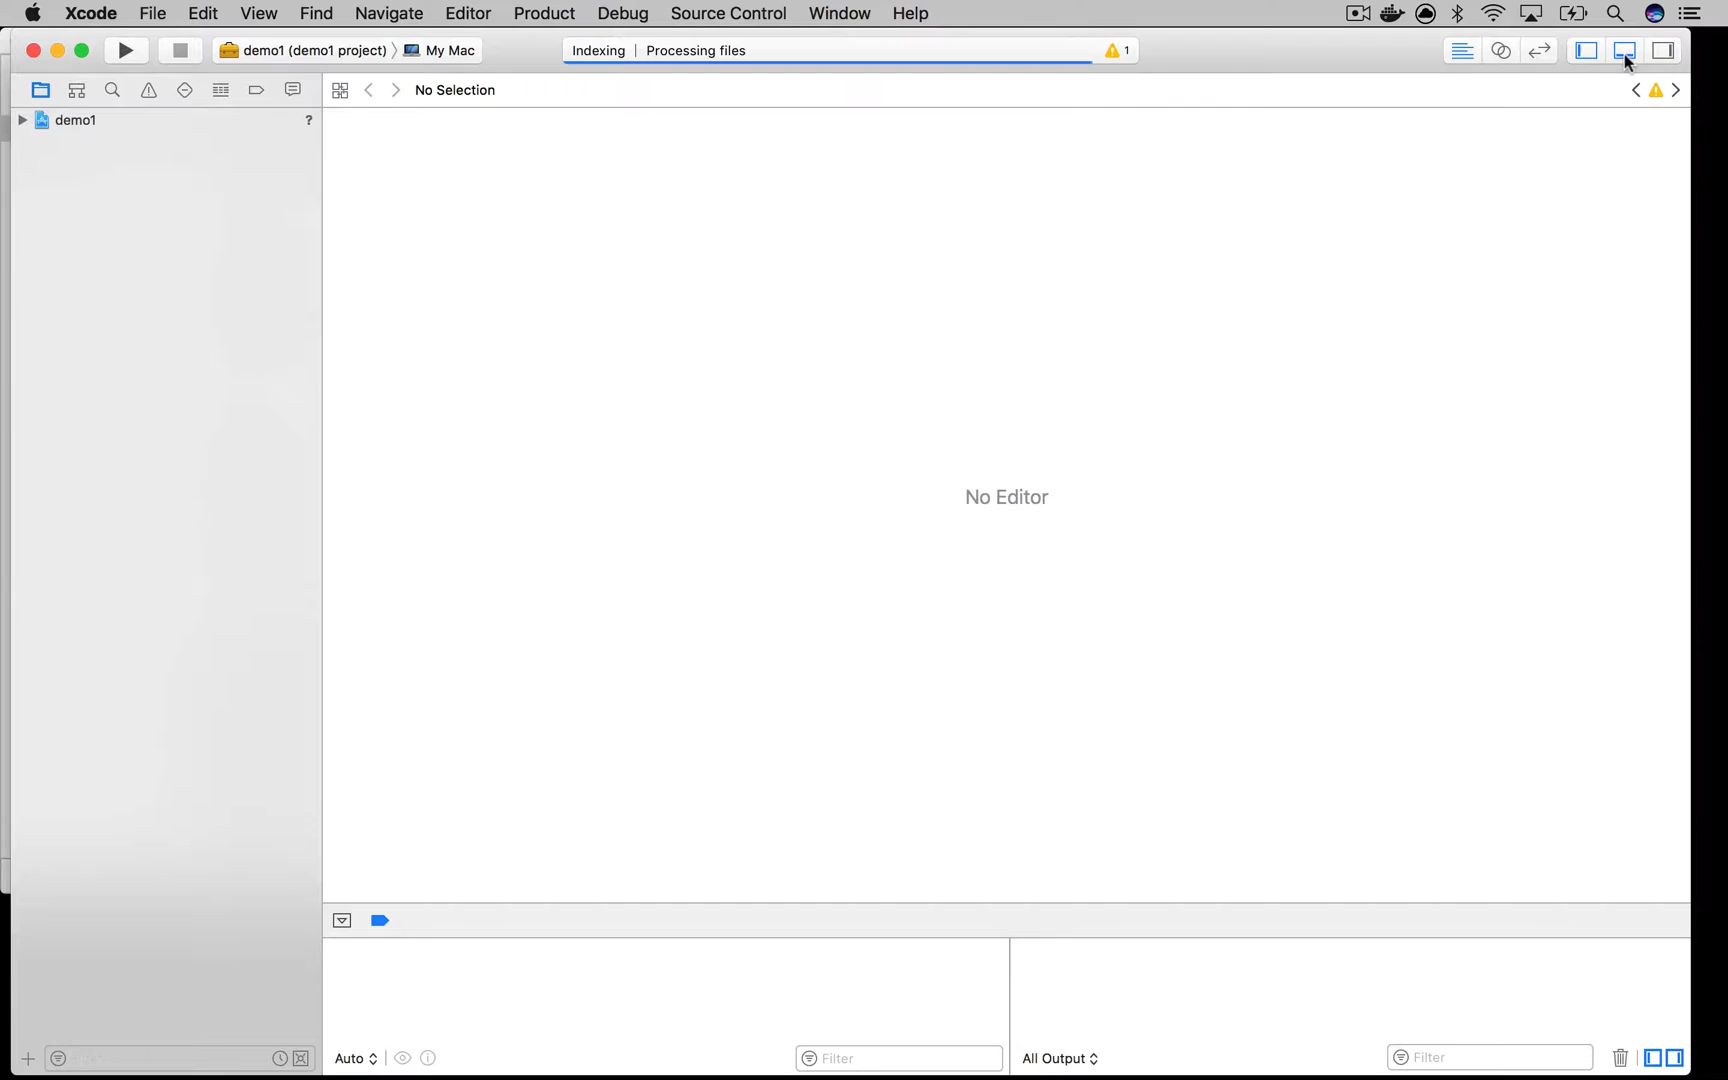 Xcode File Edit View Find Navigate Editor Product Debug Source Control Window Help
demo1 (demo1 project) 〉 My Mac
Indexing | Processing files 1
No Selection
demo1 ?
No Editor
Auto
Filter
All Output
Filter